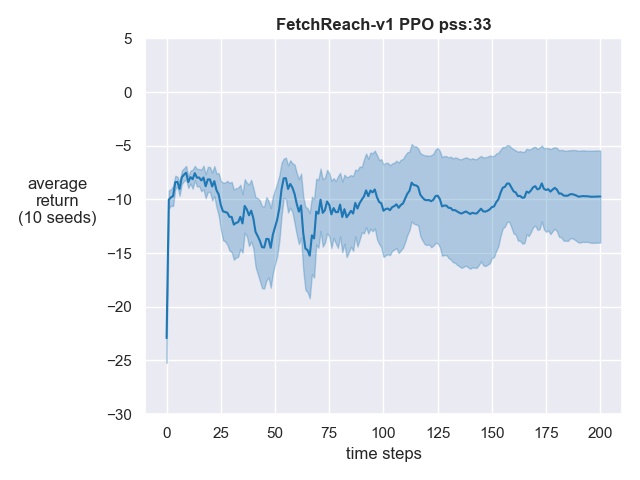 FetchReach-v1 PPO pss:33
5
0
−5
−10
−15
−20
−25
−30
average
return
(10 seeds)
0 25 50 75 100 125 150 175 200
time steps